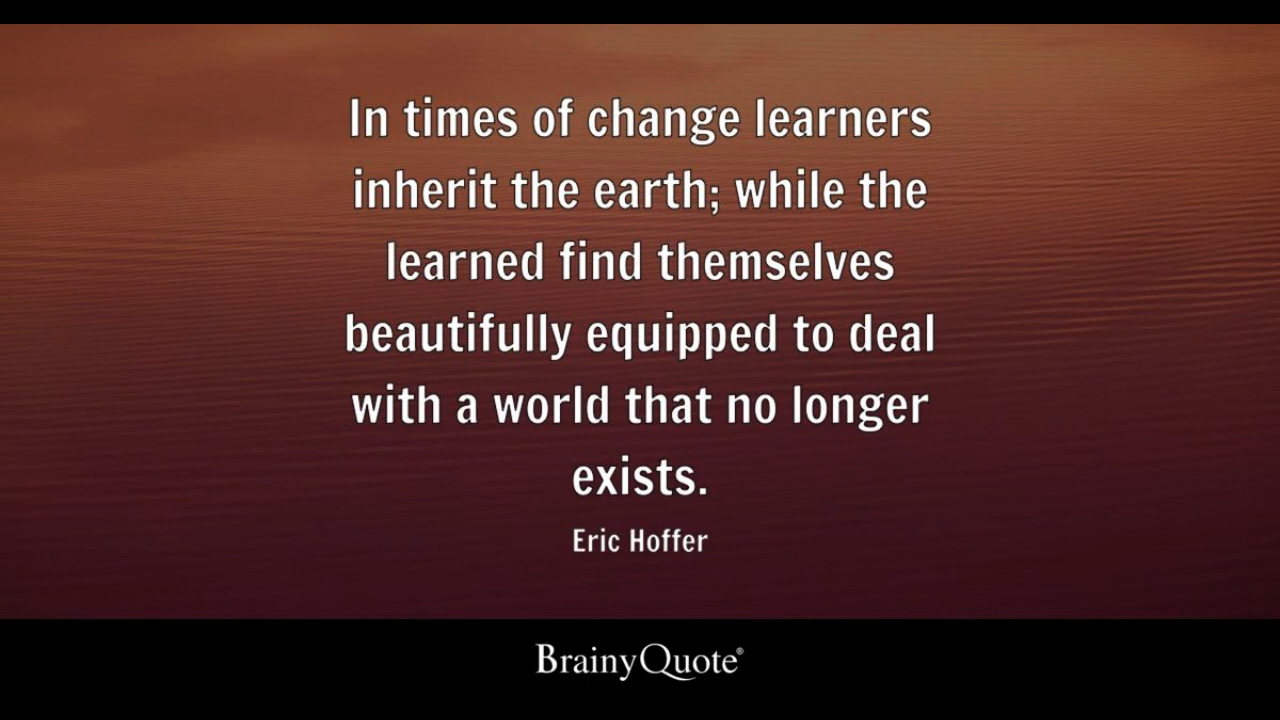 In times of change learners
inherit the earth; while the
learned find themselves
beautifully equipped to deal
with a world that no longer
exists.
Eric Hoffer
BrainyQuote®